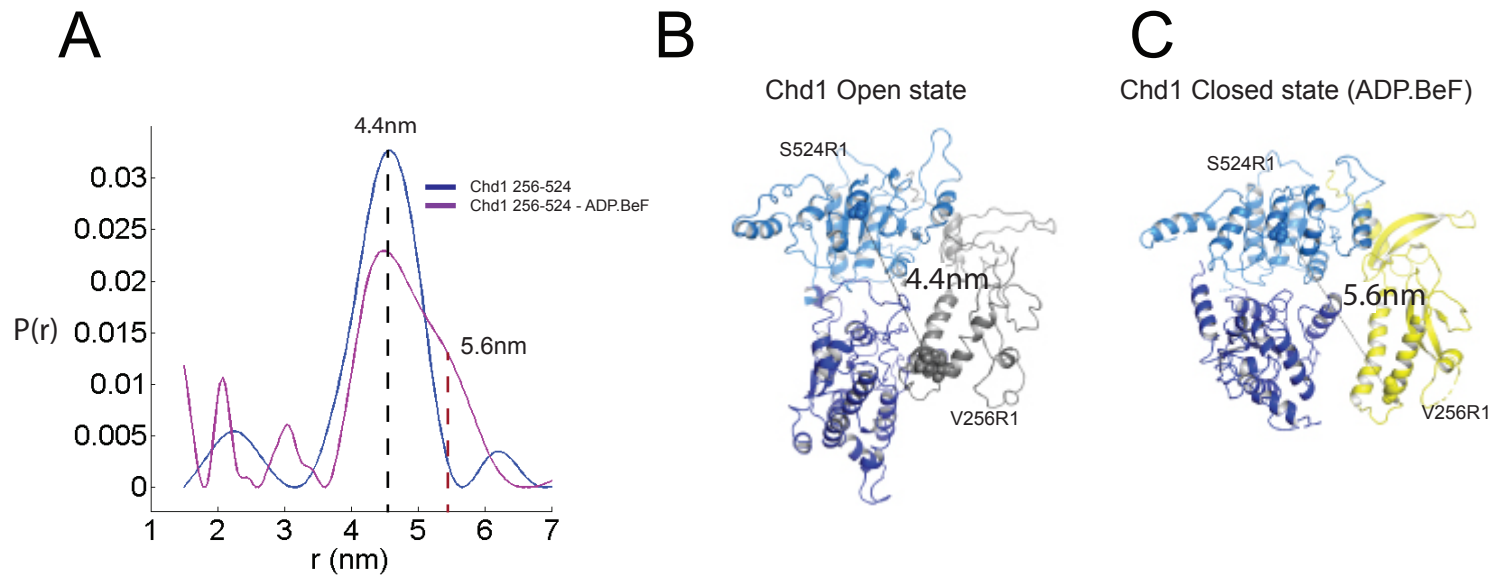 A
B
C
Chd1 Open state
Chd1 Closed state (ADP.BeF)
4.4nm
Chd1 256-524
Chd1 256-524 - ADP.BeF
5.6nm
P(r)
0.03
0.025
0.02
0.015
0.01
0.005
0
1 2 3 4 5 6 7
r (nm)
S524R1
4.4nm
V256R1
S524R1
5.6nm
V256R1